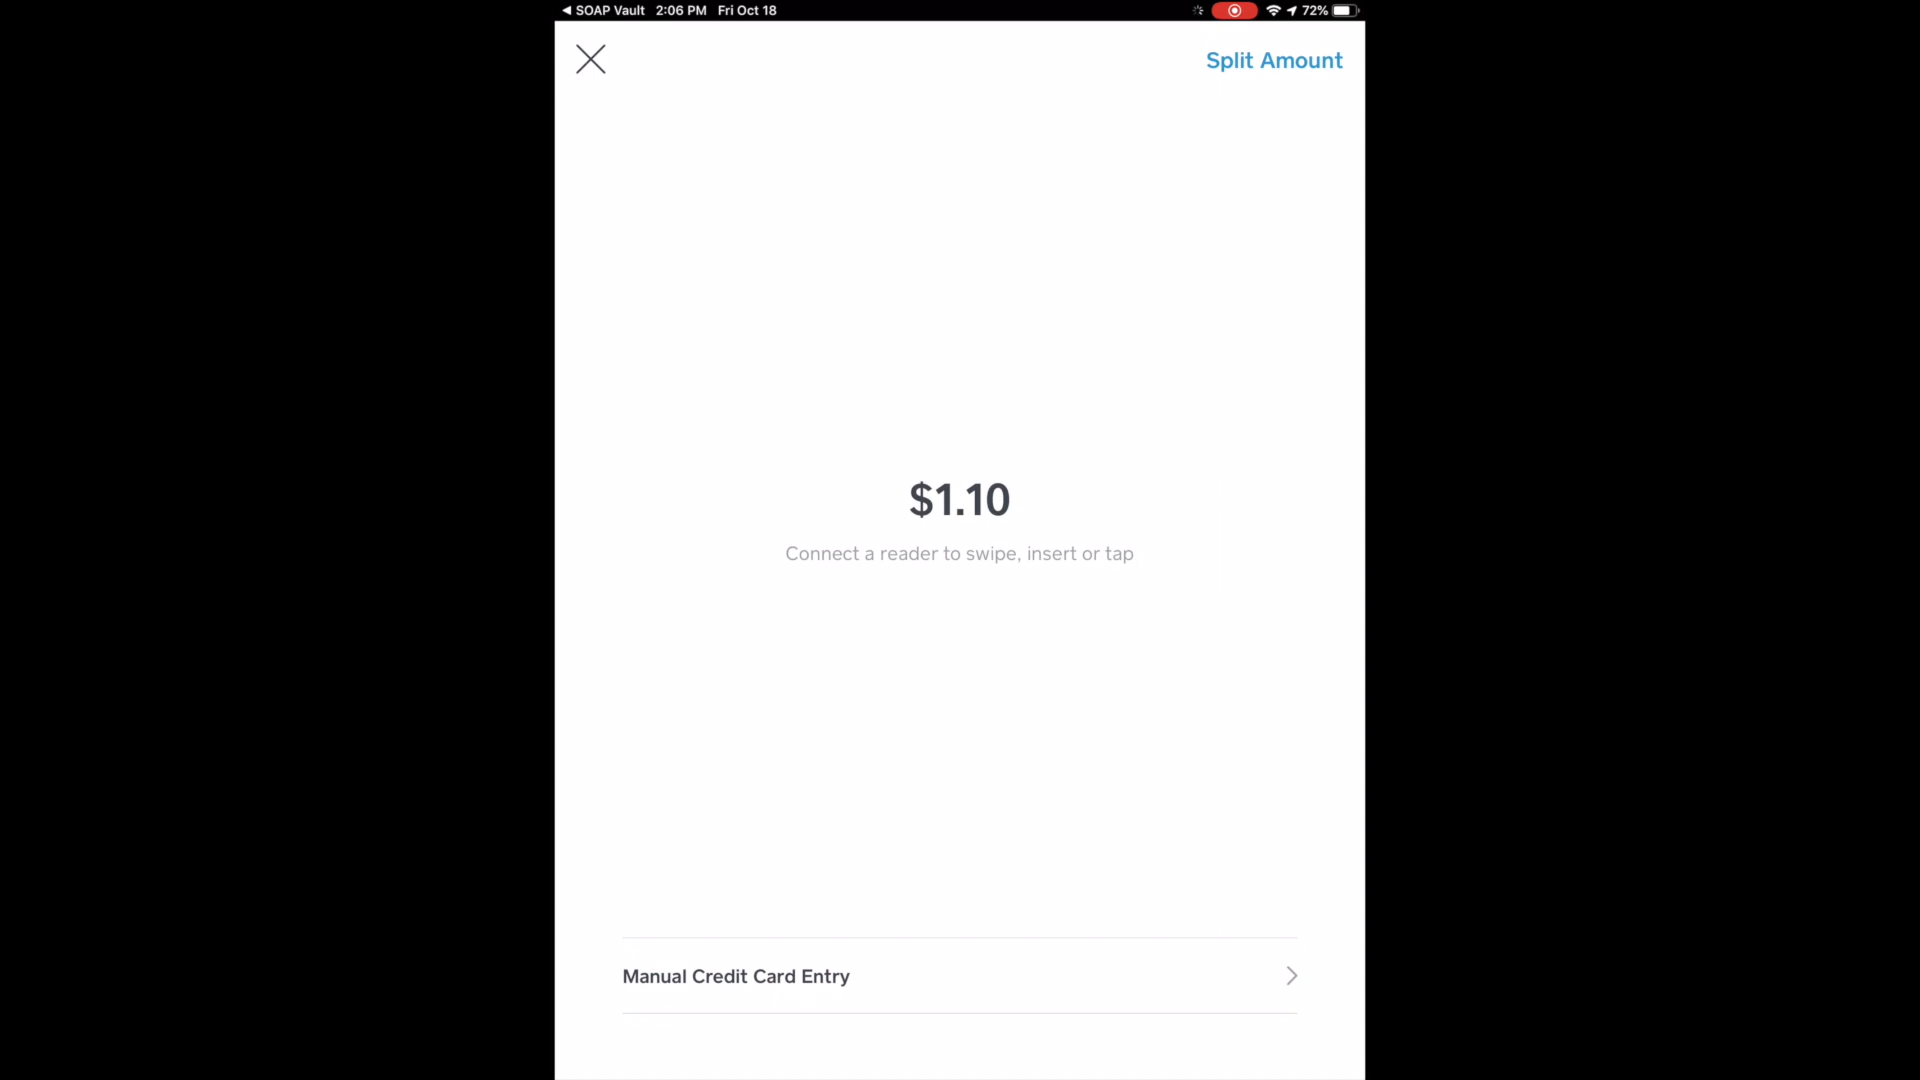 ◀ SOAP Vault 2:06 PM Fri Oct 18 72%
Split Amount
$1.10
Connect a reader to swipe, insert or tap
Manual Credit Card Entry